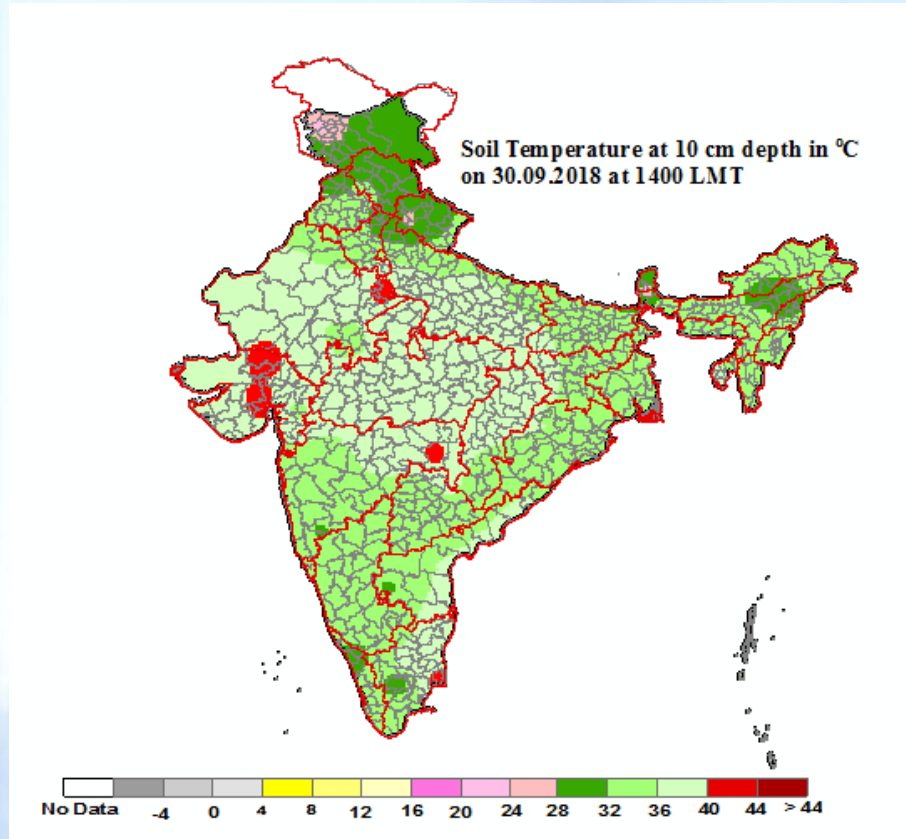 Soil Temperature at 10 cm depth in ⁰C
on 30.09.2018 at 1400 LMT
No Data -4 0 4 8 12 16 20 24 28 32 36 40 44 > 44